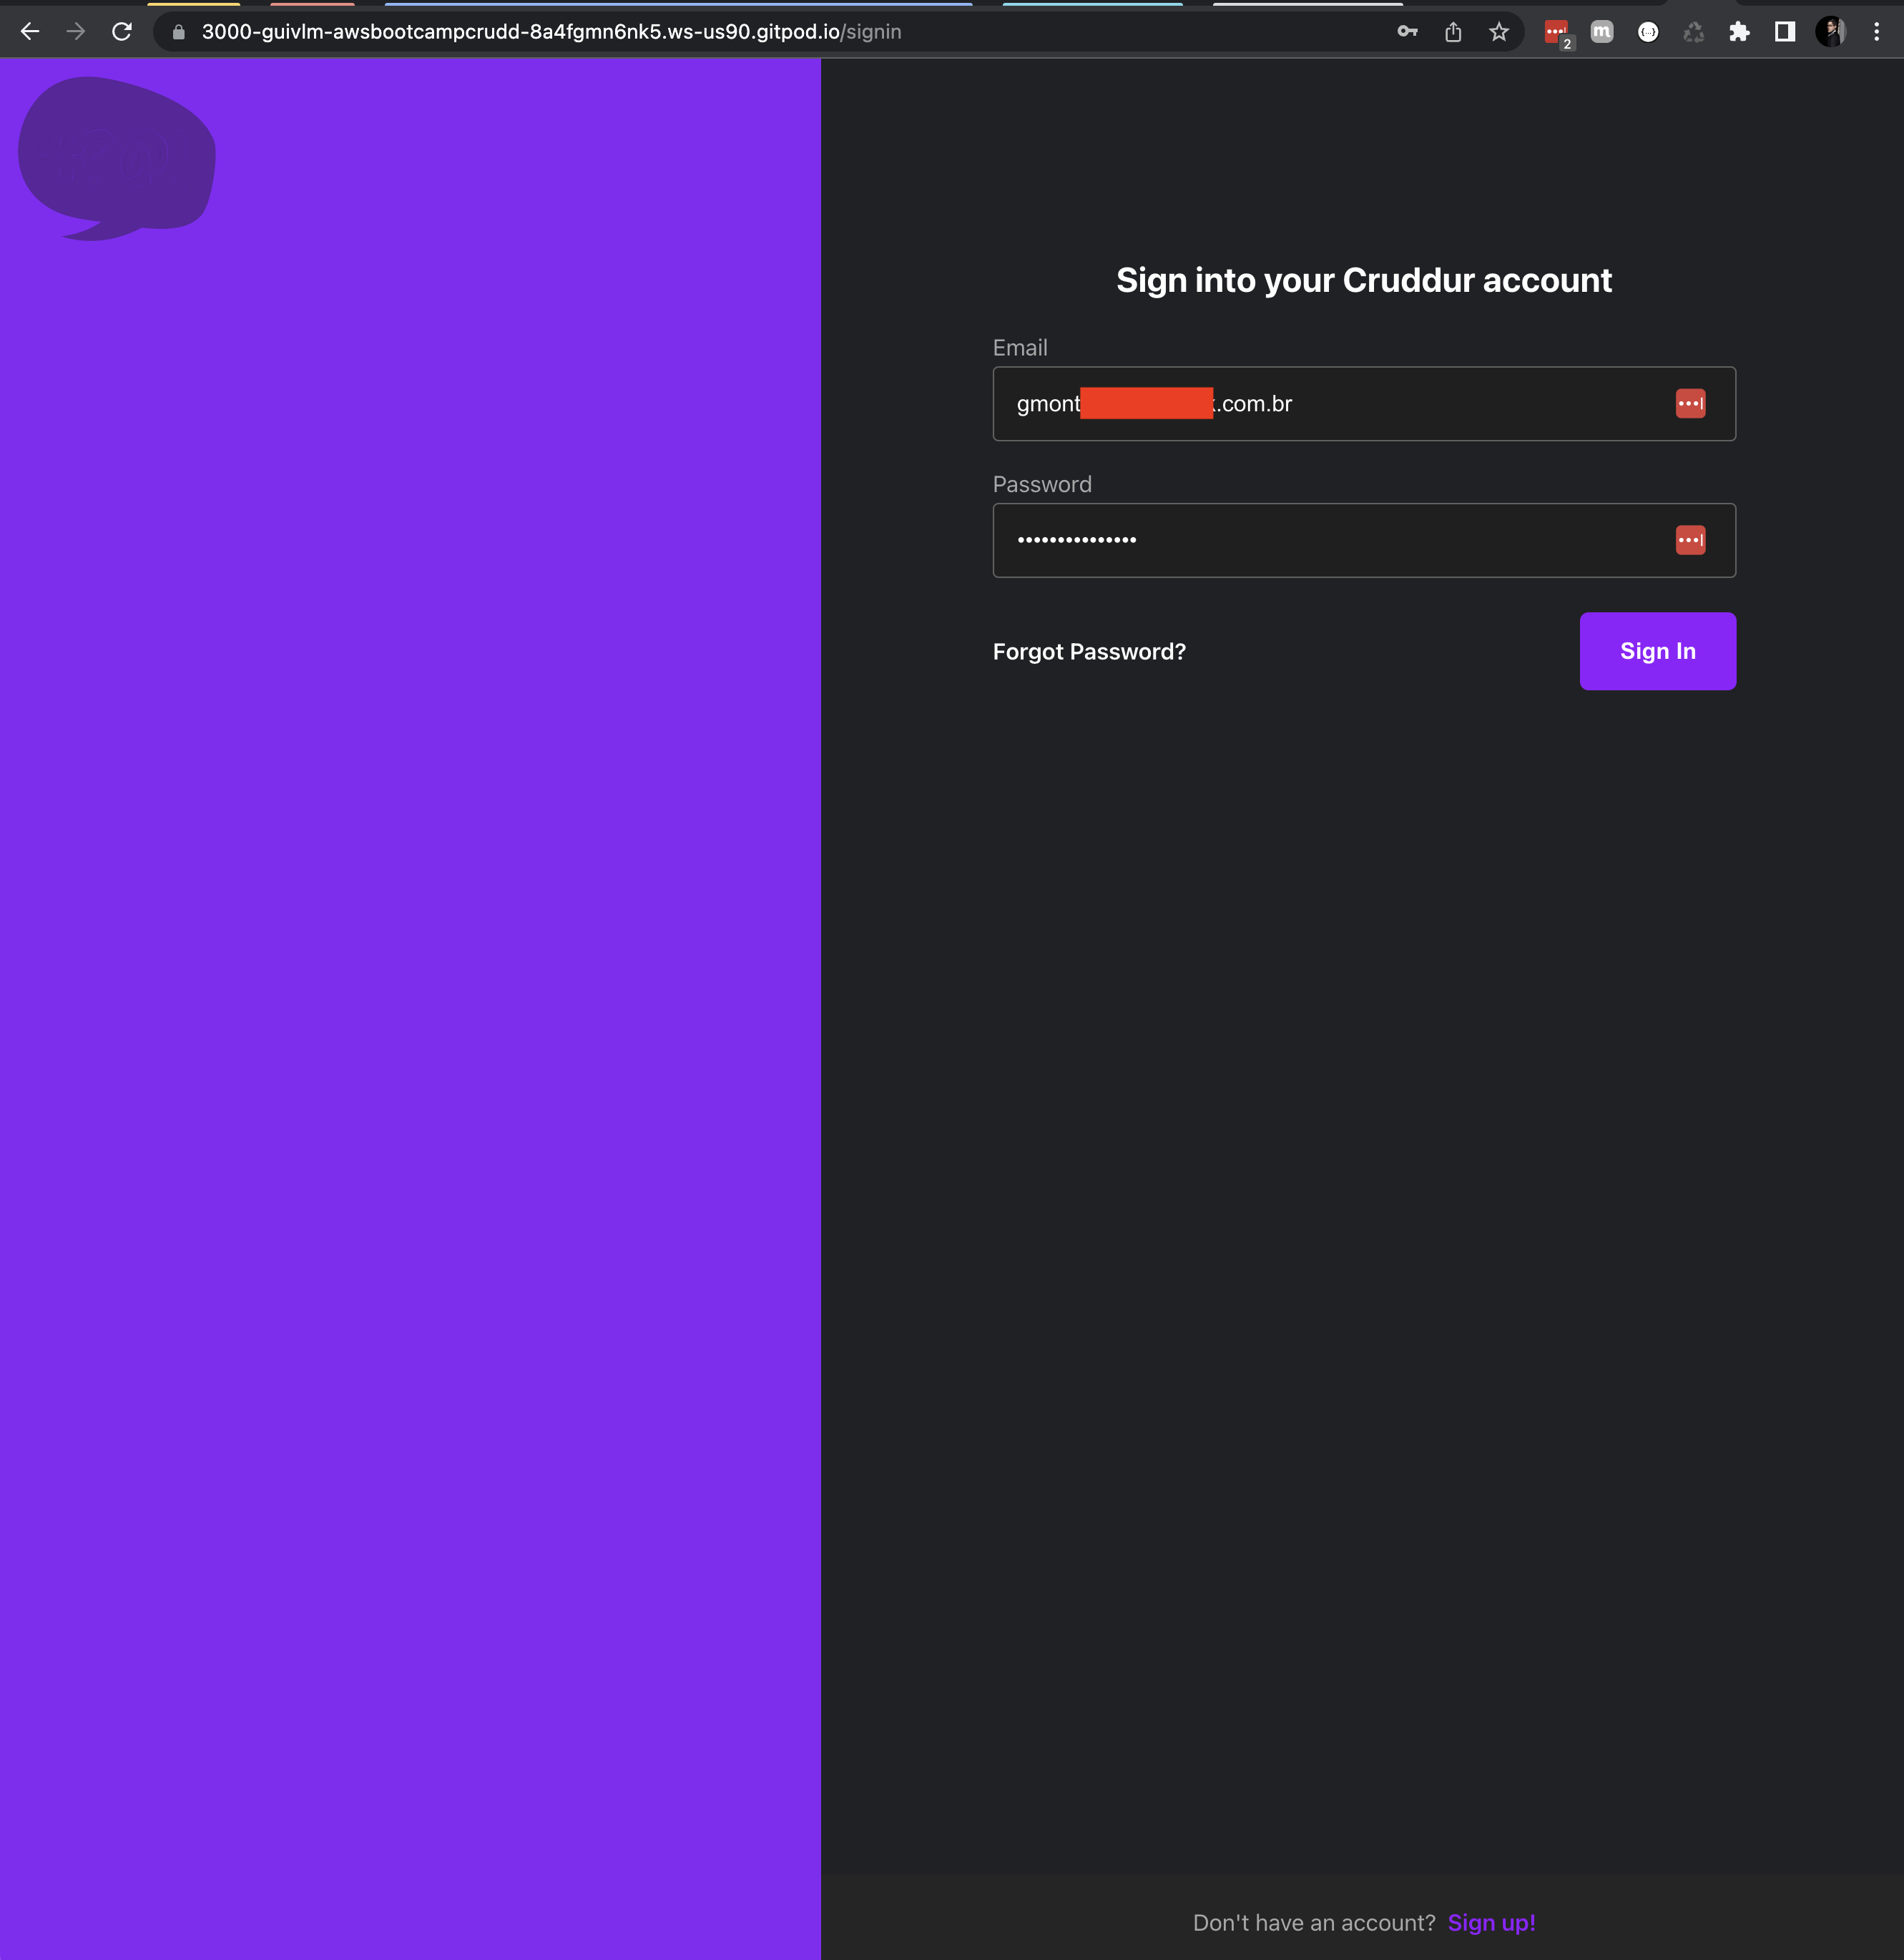 3000-guivlm-awsbootcampcrudd-8a4fgmn6nk5.ws-us90.gitpod.io/signin
2
m
Sign into your Cruddur account
Email
gmont .com.br
Password
Forgot Password?
Sign In
Don't have an account? Sign up!